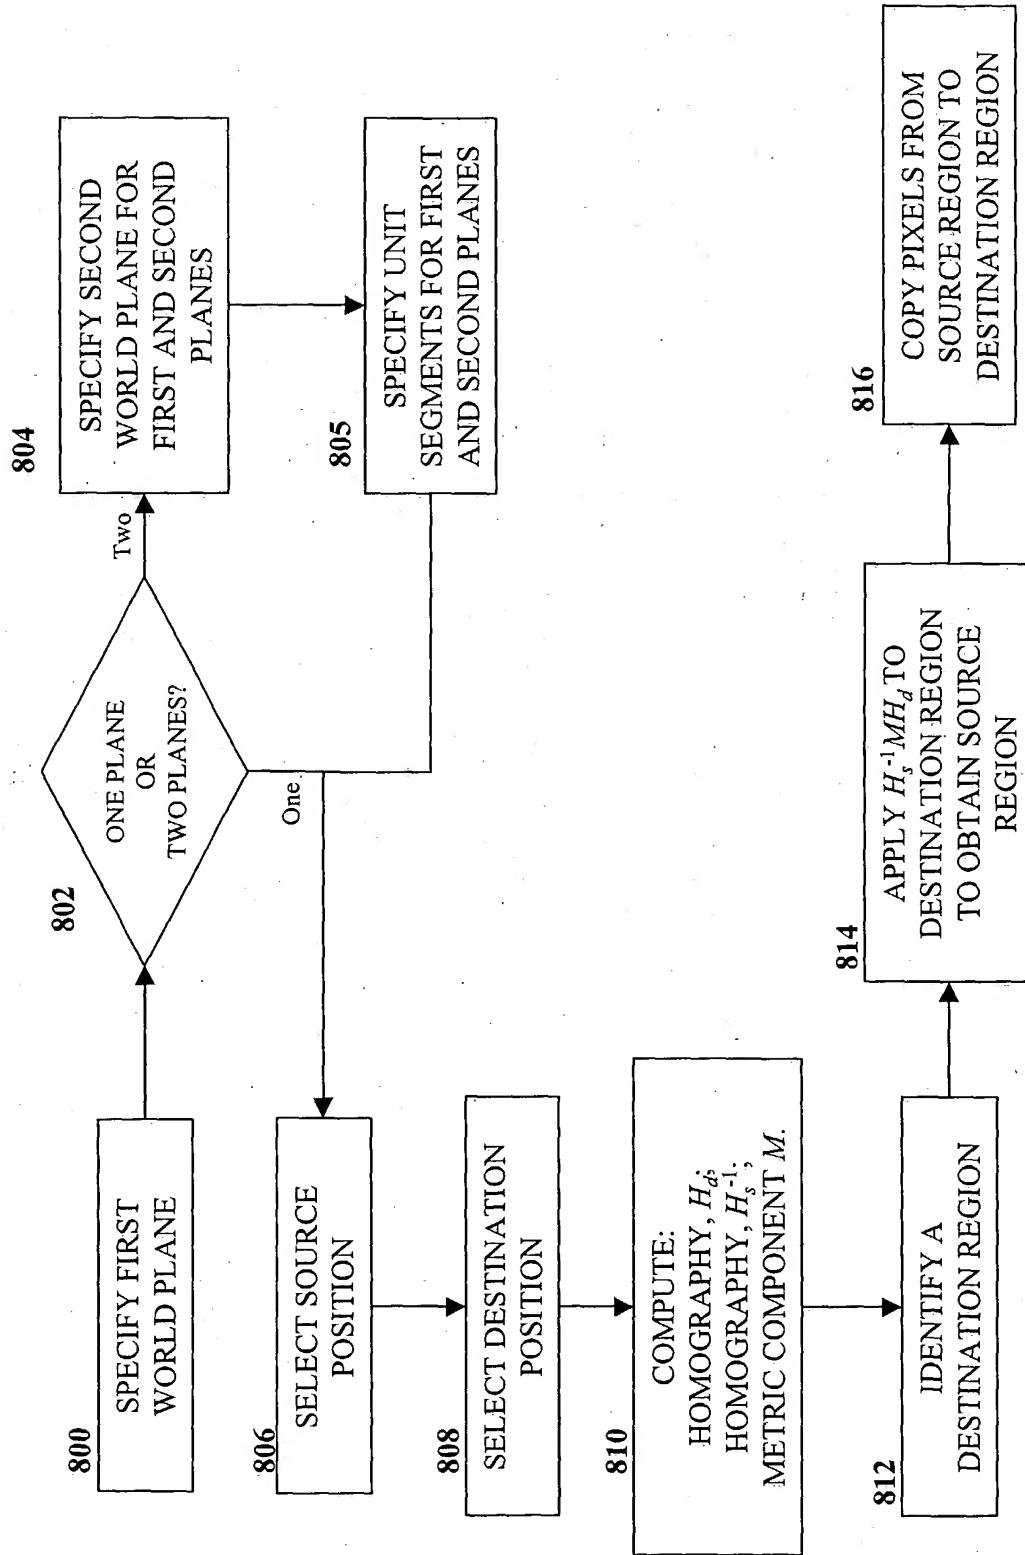 800
SPECIFY FIRST
WORLD PLANE
802
ONE PLANE
OR
TWO PLANES?
Two
One
804
SPECIFY SECOND
WORLD PLANE FOR
FIRST AND SECOND
PLANES
805
SPECIFY UNIT
SEGMENTS FOR FIRST
AND SECOND PLANES
806
SELECT SOURCE
POSITION
808
SELECT DESTINATION
POSITION
810
COMPUTE:
HOMOGRAPHY, H_d;
HOMOGRAPHY, H_s^-1;
METRIC COMPONENT M.
812
IDENTIFY A
DESTINATION REGION
814
APPLY H_s^-1MH_d TO
DESTINATION REGION
TO OBTAIN SOURCE
REGION
816
COPY PIXELS FROM
SOURCE REGION TO
DESTINATION REGION